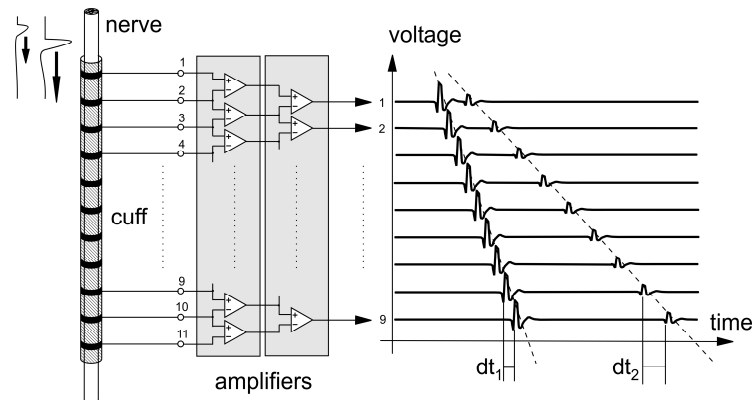 nerve
voltage
1
2
3
4
cuff
9
10
11
amplifiers
1
2
9
time
dt1
dt2